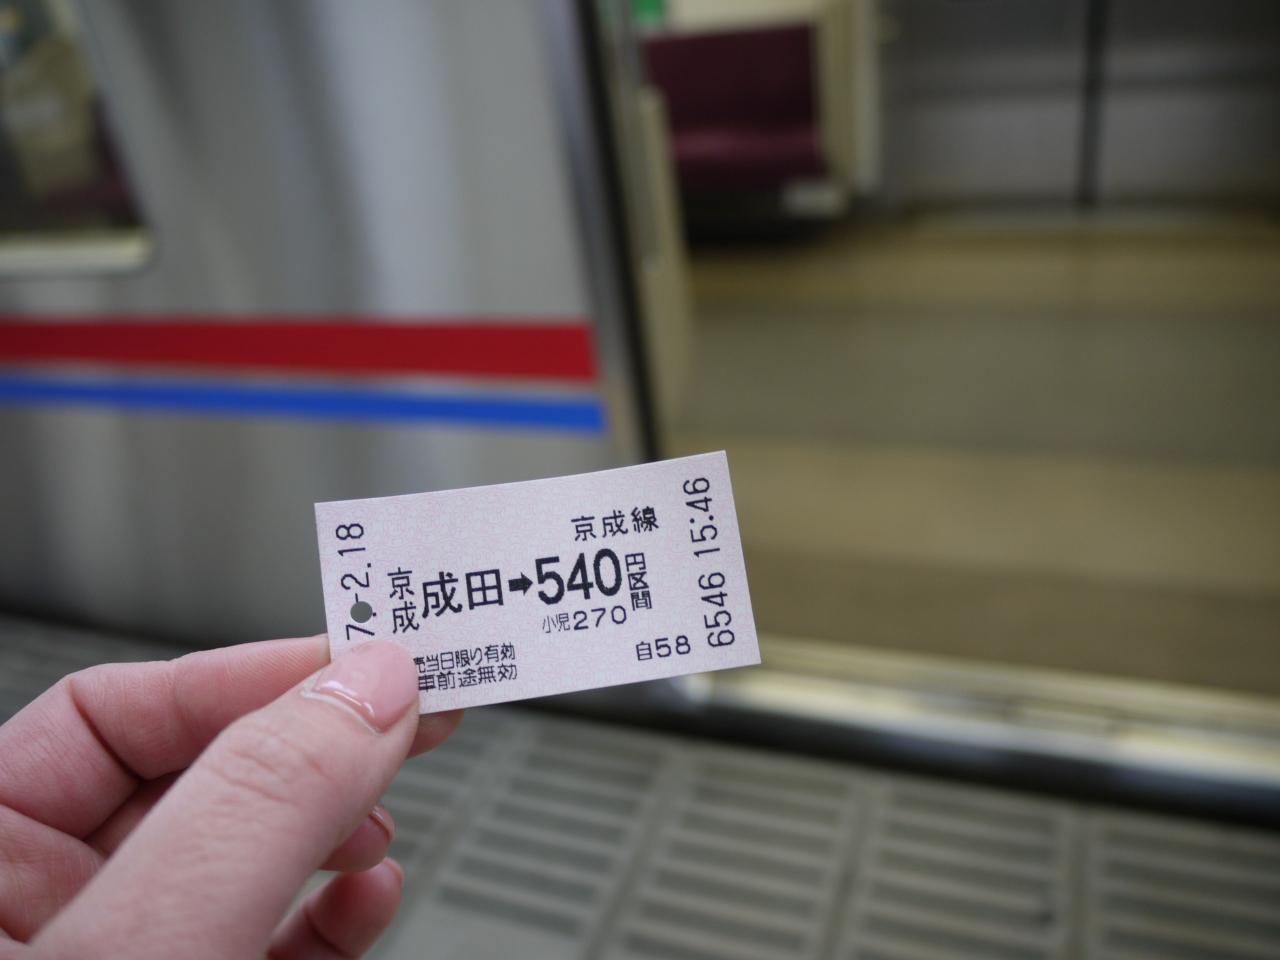 京成線
京成 成田➡540円区間
小児270
自58
売当日限り有効
車前途無効
7.-2.18
6546 15:46